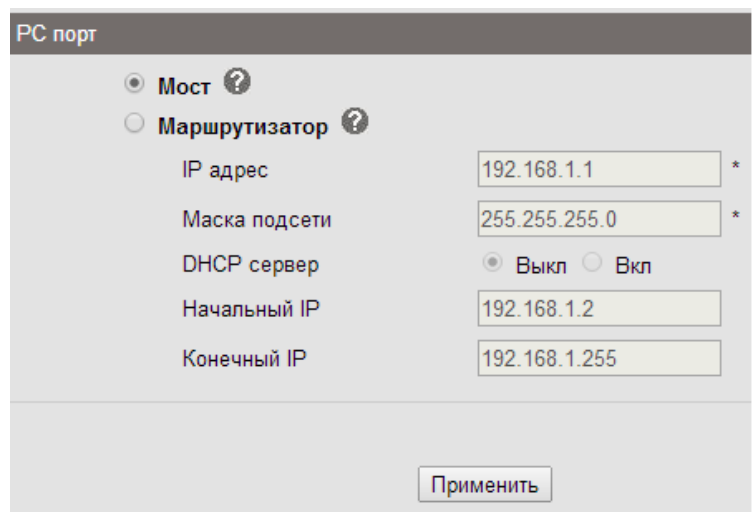 PC порт
Мост ?
Маршрутизатор ?
IP адрес 192.168.1.1 *
Маска подсети 255.255.255.0 *
DHCP сервер Выкл Вкл
Начальный IP 192.168.1.2
Конечный IP 192.168.1.255
Применить